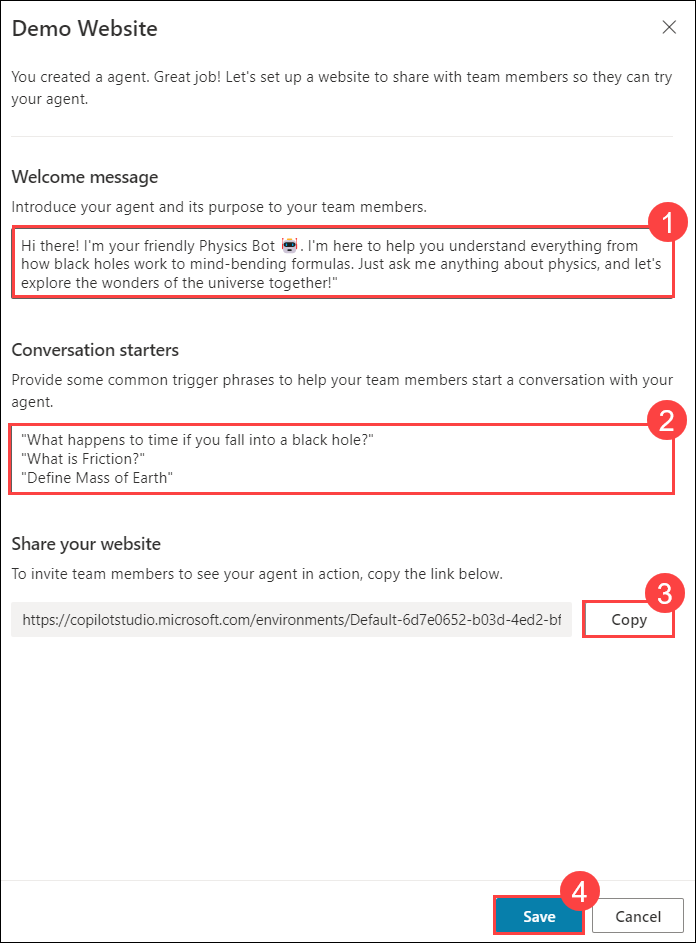 Demo Website
You created a agent. Great job! Let's set up a website to share with team members so they can try
your agent.
Welcome message
Introduce your agent and its purpose to your team members.
1
Hi there! I'm your friendly Physics Bot 🤖. I'm here to help you understand everything from
how black holes work to mind-bending formulas. Just ask me anything about physics, and let's
explore the wonders of the universe together!"
Conversation starters
Provide some common trigger phrases to help your team members start a conversation with your
agent.
2
"What happens to time if you fall into a black hole?"
"What is Friction?"
"Define Mass of Earth"
Share your website
To invite team members to see your agent in action, copy the link below.
3
https://copilotstudio.microsoft.com/environments/Default-6d7e0652-b03d-4ed2-bf
Copy
4
Save
Cancel